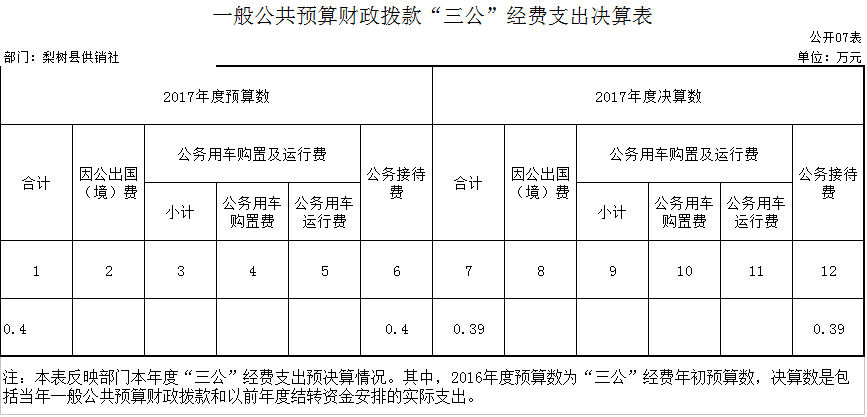 一般公共预算财政拨款“三公”经费支出决算表
公开07表
部门：梨树县供销社
单位：万元
2017年度预算数
2017年度决算数
合计
因公出国
（境）费
公务用车购置及运行费
公务接待
费
合计
因公出国
（境）费
公务用车购置及运行费
公务接待
费
小计
公务用车
购置费
公务用车
运行费
小计
公务用车
购置费
公务用车
运行费
1 2 3 4 5 6 7 8 9 10 11 12
0.4 0.4 0.39 0.39
注：本表反映部门本年度“三公”经费支出预决算情况。其中，2016年度预算数为“三公”经费年初预算数，决算数是包
括当年一般公共预算财政拨款和以前年度结转资金安排的实际支出。